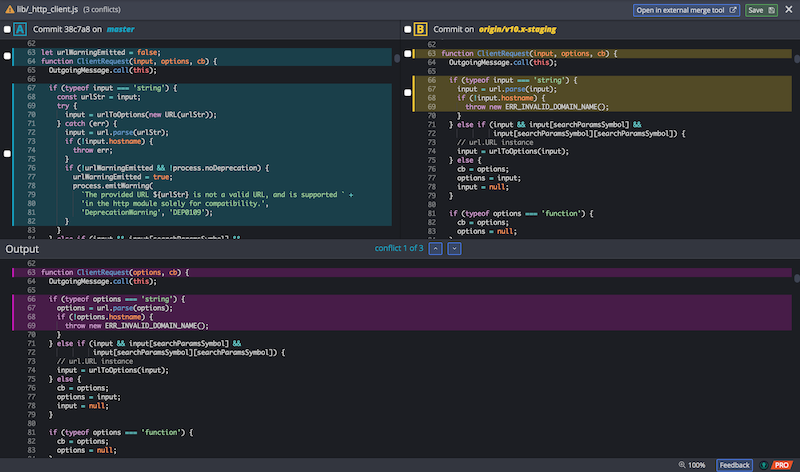 lib/_http_client.js (3 conflicts)
Open in external merge tool
Save
A Commit 38c7a8 on master
62
63 let urlWarningEmitted = false;
64 function ClientRequest(input, options, cb) {
65 OutgoingMessage.call(this);
66
67 if (typeof input === 'string') {
68 const urlStr = input;
69 try {
70 input = urlToOptions(new URL(urlStr));
71 } catch (err) {
72 input = url.parse(urlStr);
73 if (!input.hostname) {
74 throw err;
75 }
76 if (!urlWarningEmitted && !process.noDeprecation) {
77 urlWarningEmitted = true;
78 process.emitWarning(
79 `The provided URL ${urlStr} is not a valid URL, and is supported ` +
80 'in the http module solely for compatibility.',
81 'DeprecationWarning', 'DEP0109');
82 }
83 }
84 } else if (input && input[searchParamsSymbol] &&
B Commit on origin/v10.x-staging
62
63 function ClientRequest(input, options, cb) {
64 OutgoingMessage.call(this);
65
66 if (typeof input === 'string') {
67 input = url.parse(input);
68 if (!input.hostname) {
69 throw new ERR_INVALID_DOMAIN_NAME();
70 }
71 } else if (input && input[searchParamsSymbol] &&
72 input[searchParamsSymbol][searchParamsSymbol]) {
73 // url.URL instance
74 input = urlToOptions(input);
75 } else {
76 cb = options;
77 options = input;
78 input = null;
79 }
80
81 if (typeof options === 'function') {
82 cb = options;
83 options = null;
Output
conflict 1 of 3
62
63 function ClientRequest(options, cb) {
64 OutgoingMessage.call(this);
65
66 if (typeof options === 'string') {
67 options = url.parse(options);
68 if (!options.hostname) {
69 throw new ERR_INVALID_DOMAIN_NAME();
70 }
71 } else if (input && input[searchParamsSymbol] &&
72 input[searchParamsSymbol][searchParamsSymbol]) {
73 // url.URL instance
74 input = urlToOptions(input);
75 } else {
76 cb = options;
77 options = input;
78 input = null;
79 }
80
81 if (typeof options === 'function') {
82 cb = options;
83 options = null;
100%
Feedback
PRO